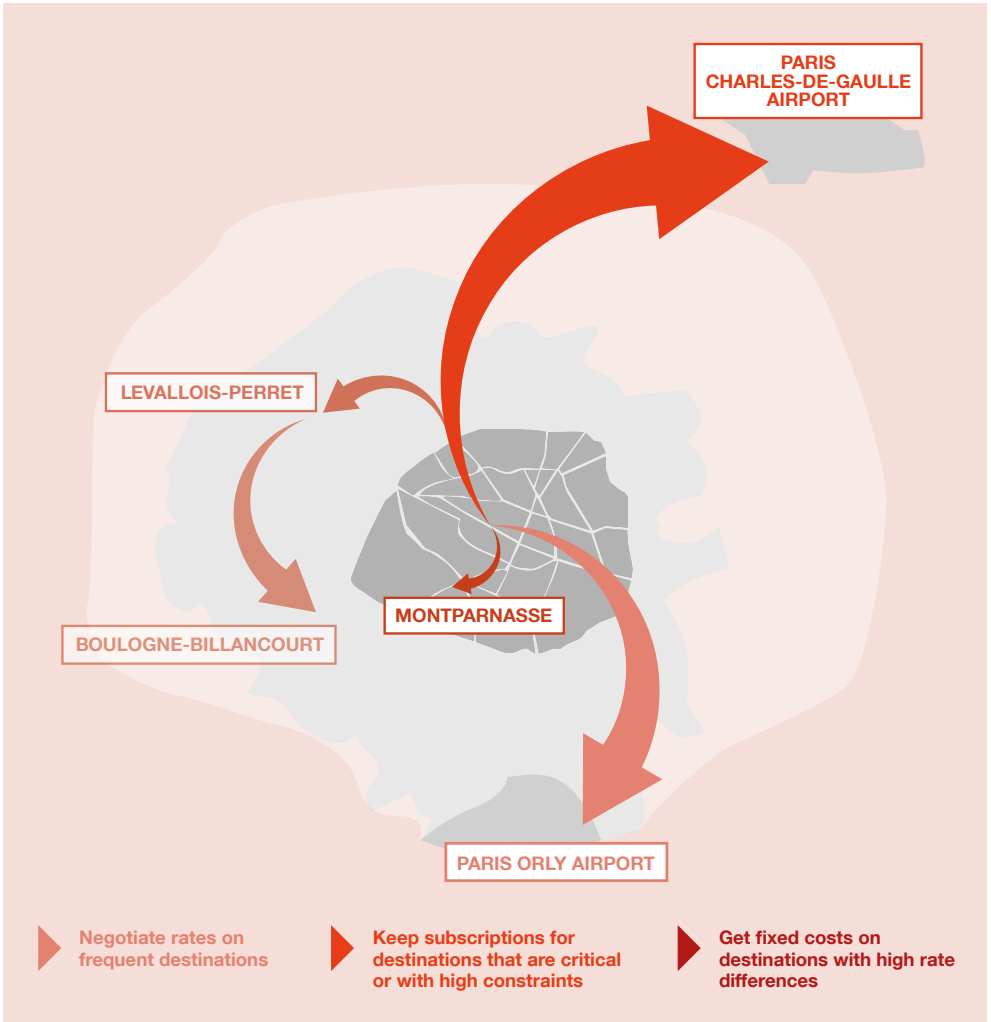 PARIS
CHARLES-DE-GAULLE
AIRPORT
LEVALLOIS-PERRET
MONTPARNASSE
BOULOGNE-BILLANCOURT
PARIS ORLY AIRPORT
Negotiate rates on
frequent destinations
Keep subscriptions for
destinations that are critical
or with high constraints
Get fixed costs on
destinations with high rate
differences